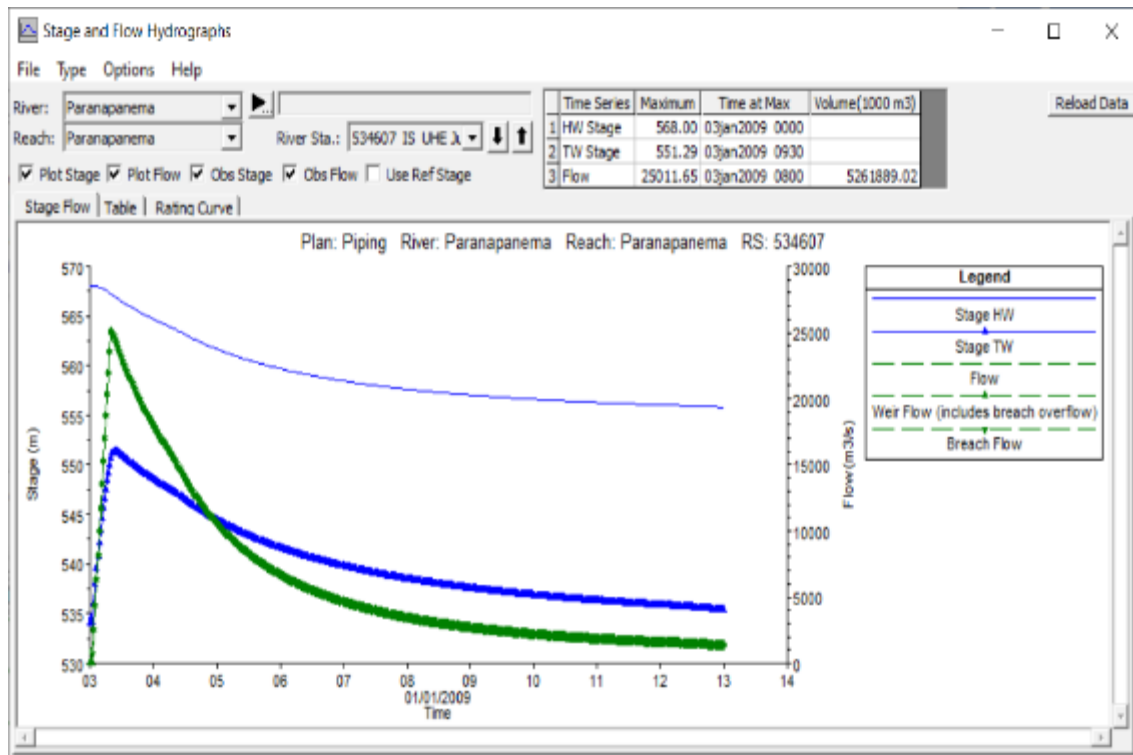 Stage and Flow Hydrographs
File Type Options Help
River: Paranapanema
Reach: Paranapanema River Sta.: 534607 IS UHE
Plot Stage Plot Flow Obs Stage Obs Flow Use Ref Stage
Time Series Maximum Time at Max Volume(1000 m3)
1 HW Stage 568.00 03jan2009 0000
2 TW Stage 551.29 03jan2009 0930
3 Flow 25011.65 03jan2009 0800 5261889.02
Reload Data
Stage Flow Table Rating Curve
Plan: Piping River: Paranapanema Reach: Paranapanema RS: 534607
Stage (m)
570
565
560
555
550
545
540
535
530
30000
25000
20000
15000
10000
5000
0
Flow (m3/s)
03 04 05 06 07 08 09 10 11 12 13 14
01/01/2009
Time
Legend
Stage HW
Stage TW
Flow
Weir Flow (includes breach overflow)
Breach Flow